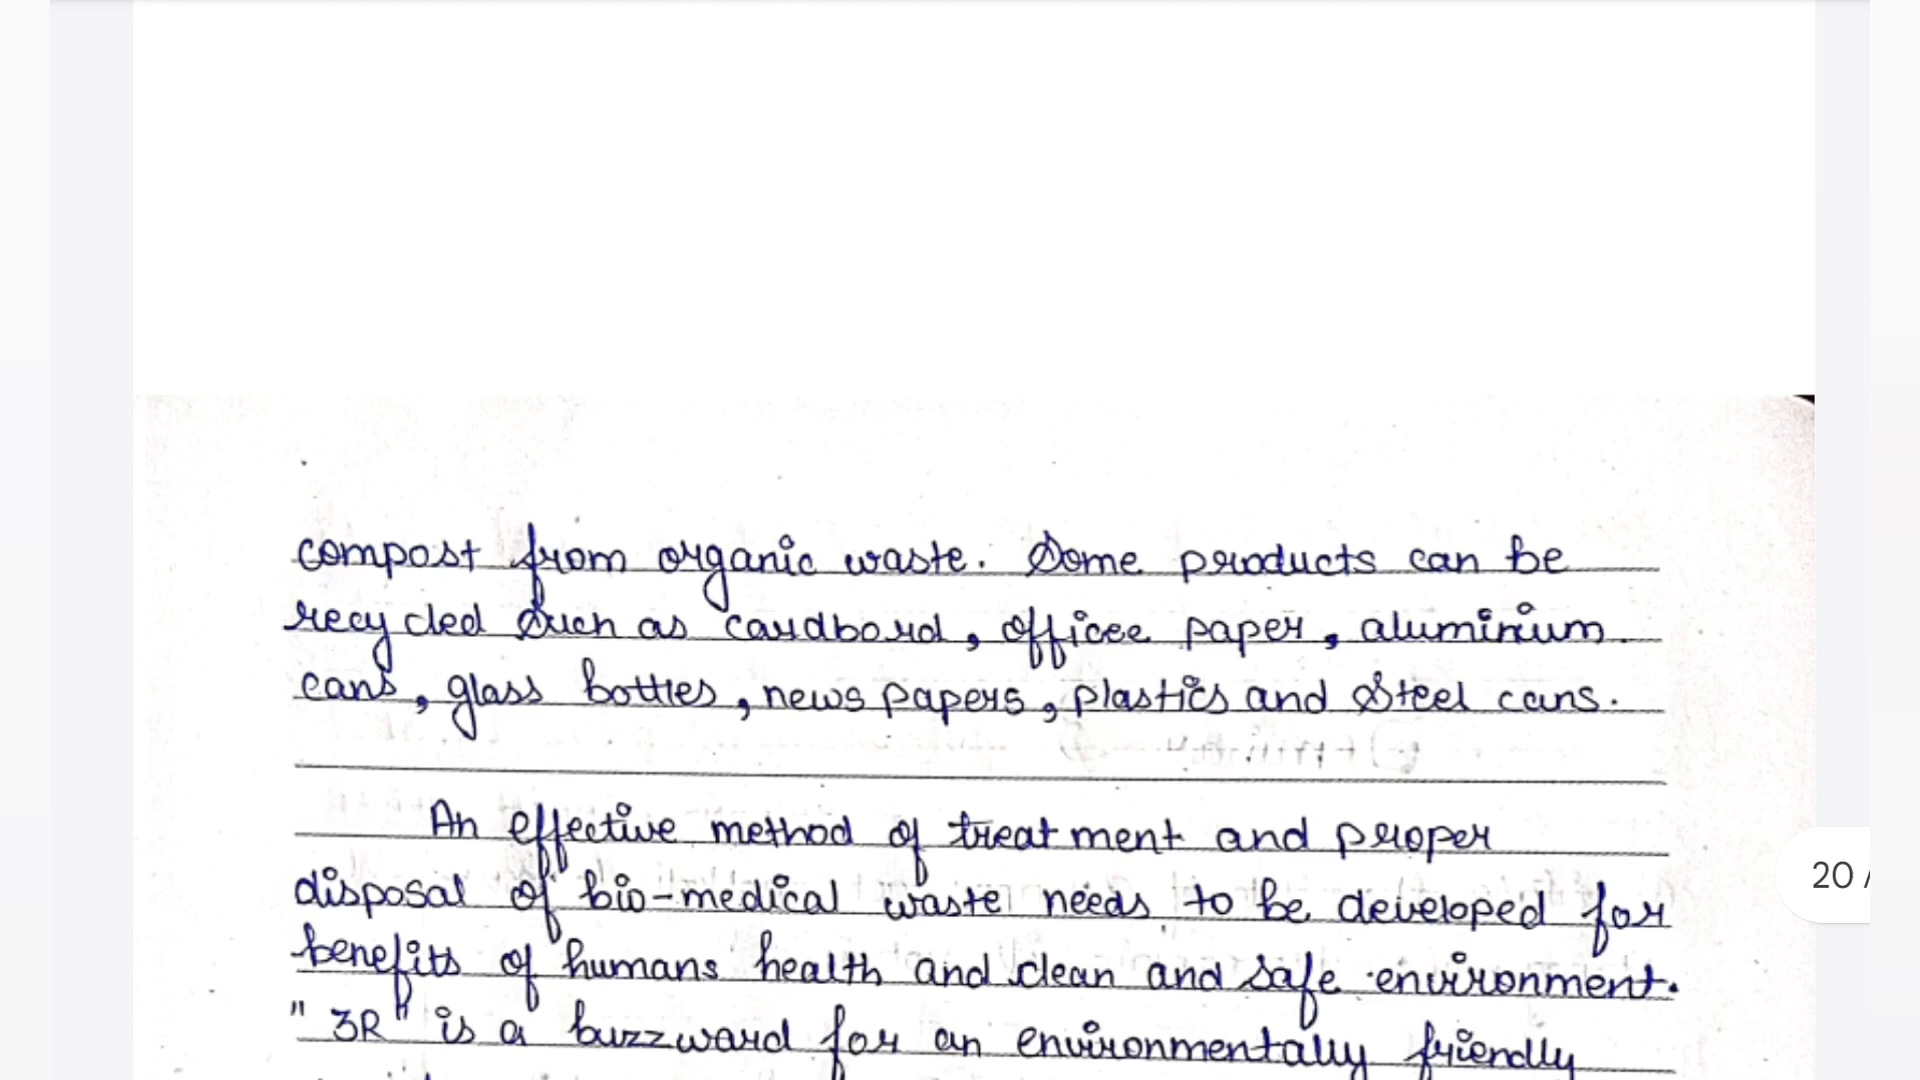 compost from organic waste. Some products can be
recycled such as cardbord, officee paper, aluminium
cans, glass bottles, news papers, plastics and steel cans.
An effective method of treatment and proper
disposal of bio-medical waste needs to be developed for
benefits of humans health and clean and safe environment.
"3R" is a buzzward for an environmentally friendly
20 /